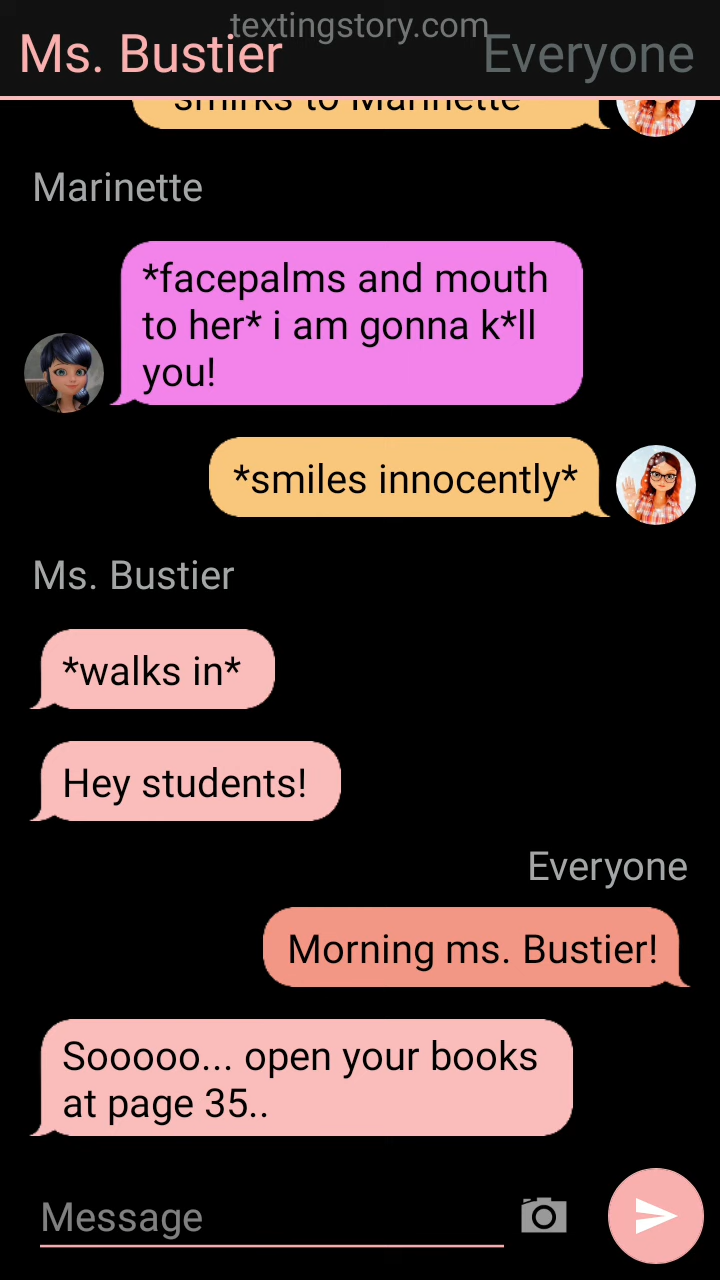 textingstory.com
Ms. Bustier
Everyone
smirks to Marinette
Marinette
*facepalms and mouth
to her* i am gonna k*ll
you!
*smiles innocently*
Ms. Bustier
*walks in*
Hey students!
Everyone
Morning ms. Bustier!
Sooooo... open your books
at page 35..
Message